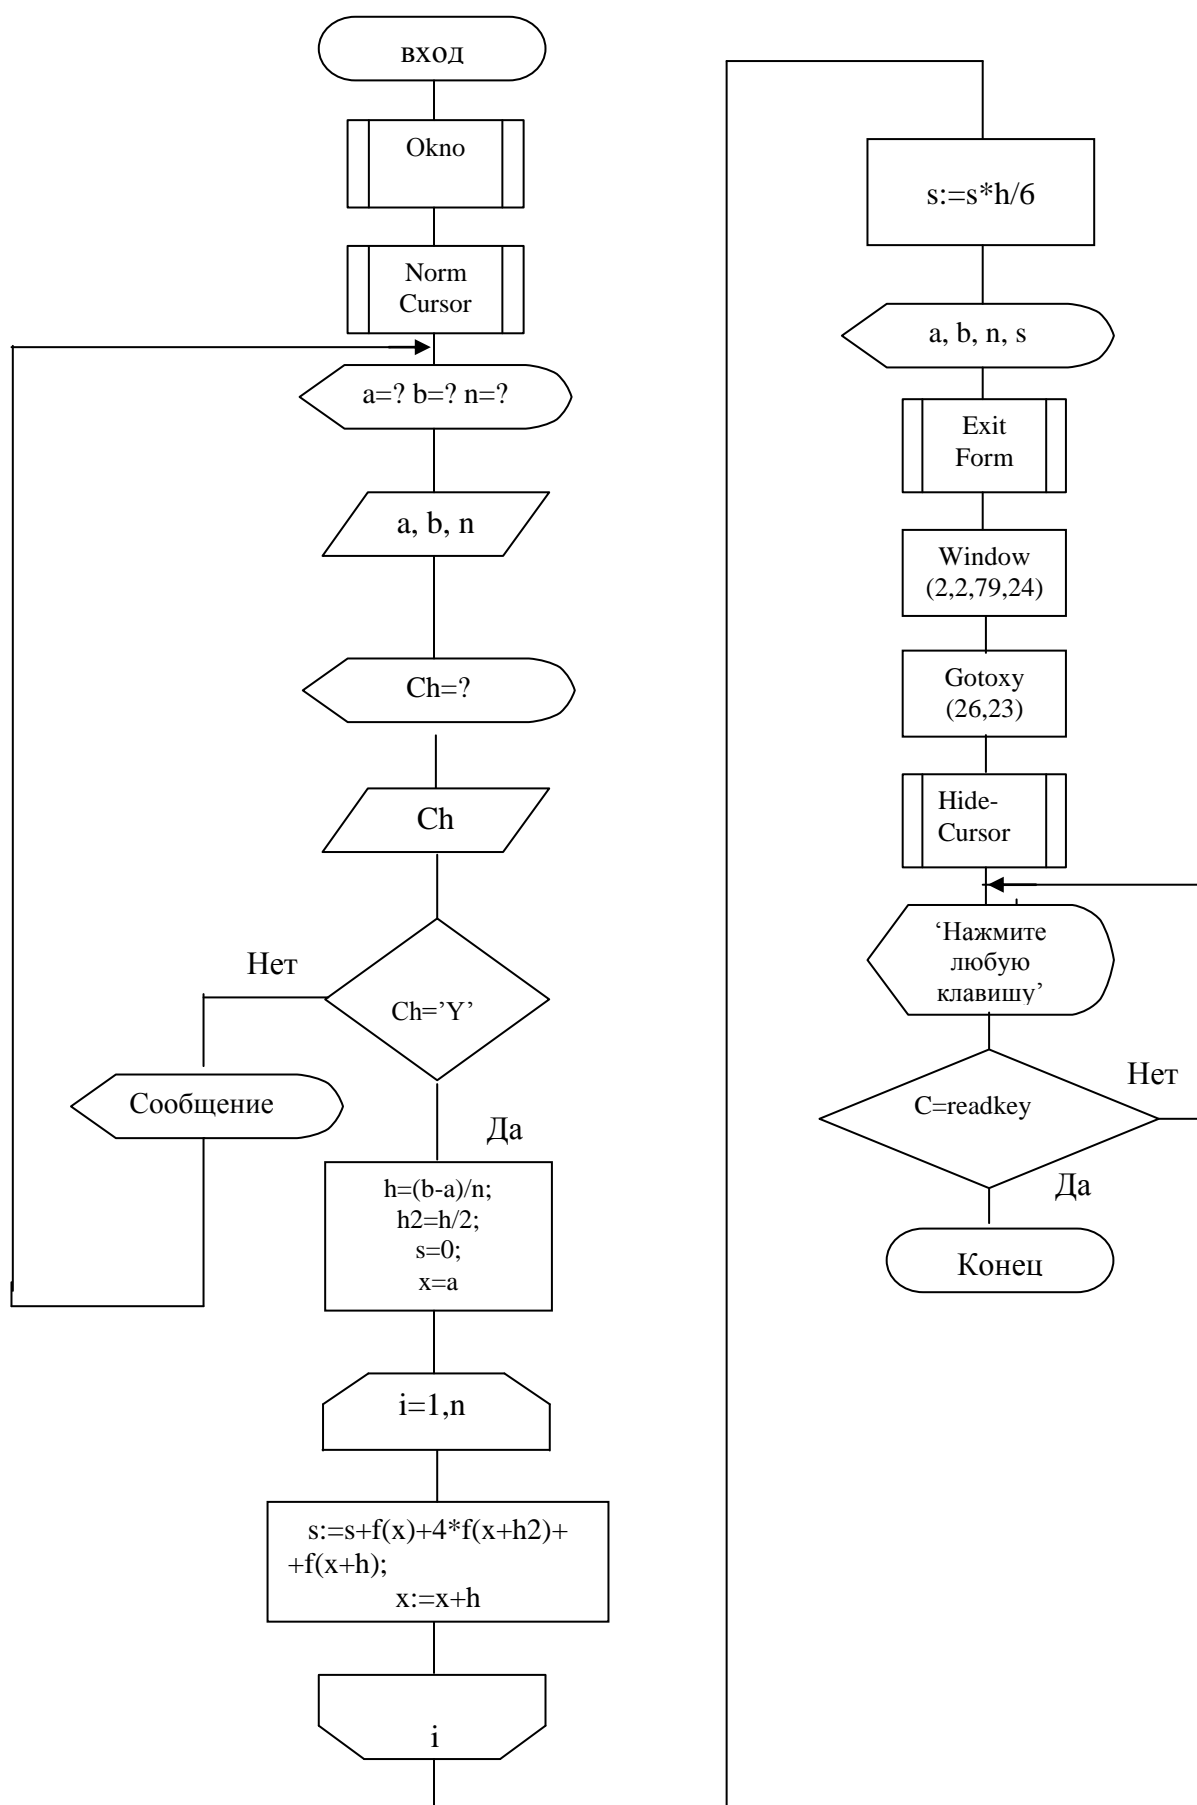 вход
Okno
Norm
Cursor
a=? b=? n=?
a, b, n
Ch=?
Ch
Нет
Ch=’Y’
Сообщение
Да
h=(b-a)/n;
h2=h/2;
s=0;
x=a
i=1,n
s:=s+f(x)+4*f(x+h2)+
+f(x+h);
x:=x+h
i
s:=s*h/6
a, b, n, s
Exit
Form
Window
(2,2,79,24)
Gotoxy
(26,23)
Hide-
Cursor
‘Нажмите
любую
клавишу’
Нет
C=readkey
Да
Конец